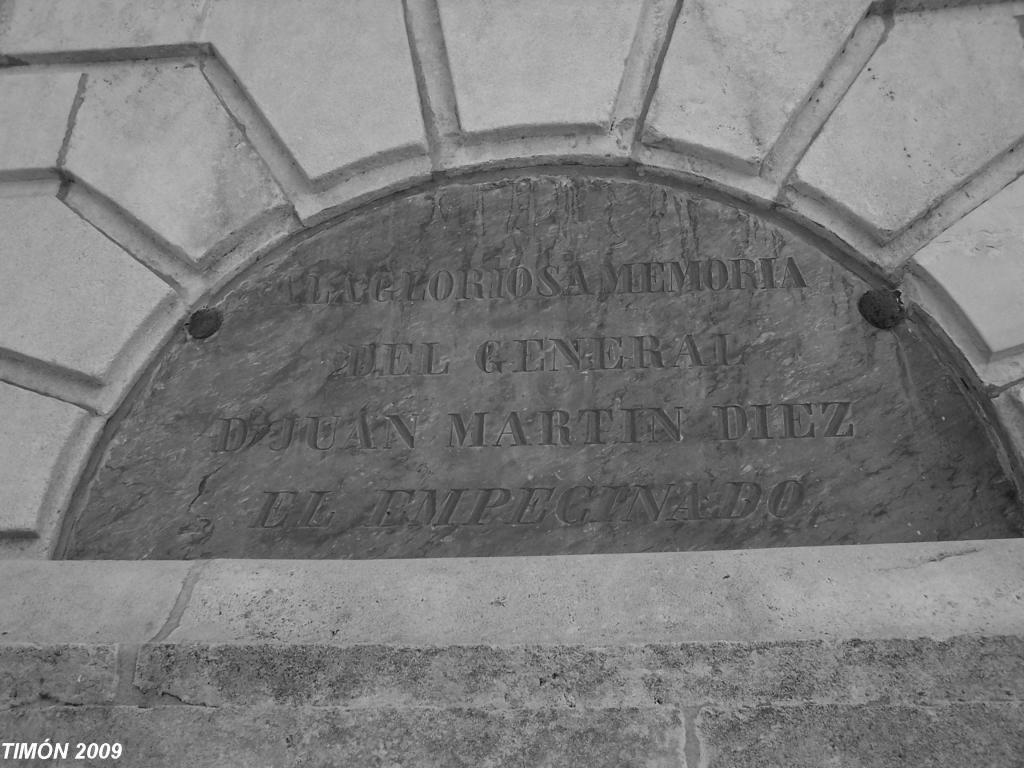 A LA GLORIOSA MEMORIA
DEL GENERAL
D. JUAN MARTIN DIEZ
EL EMPECINADO
TIMÓN 2009